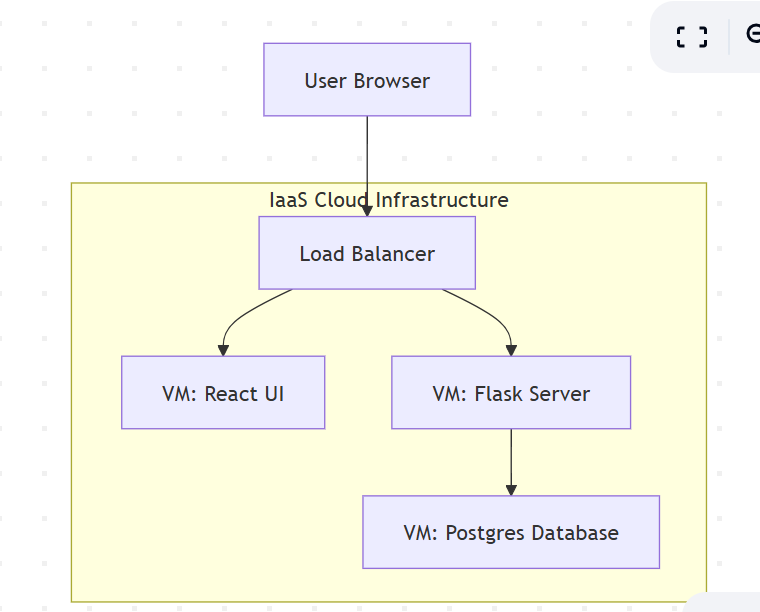 User Browser
IaaS Cloud Infrastructure
Load Balancer
VM: React UI
VM: Flask Server
VM: Postgres Database